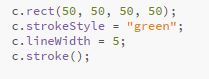 c.rect(50, 50, 50, 50);
c.strokeStyle = "green";
c.lineWidth = 5;
c.stroke();